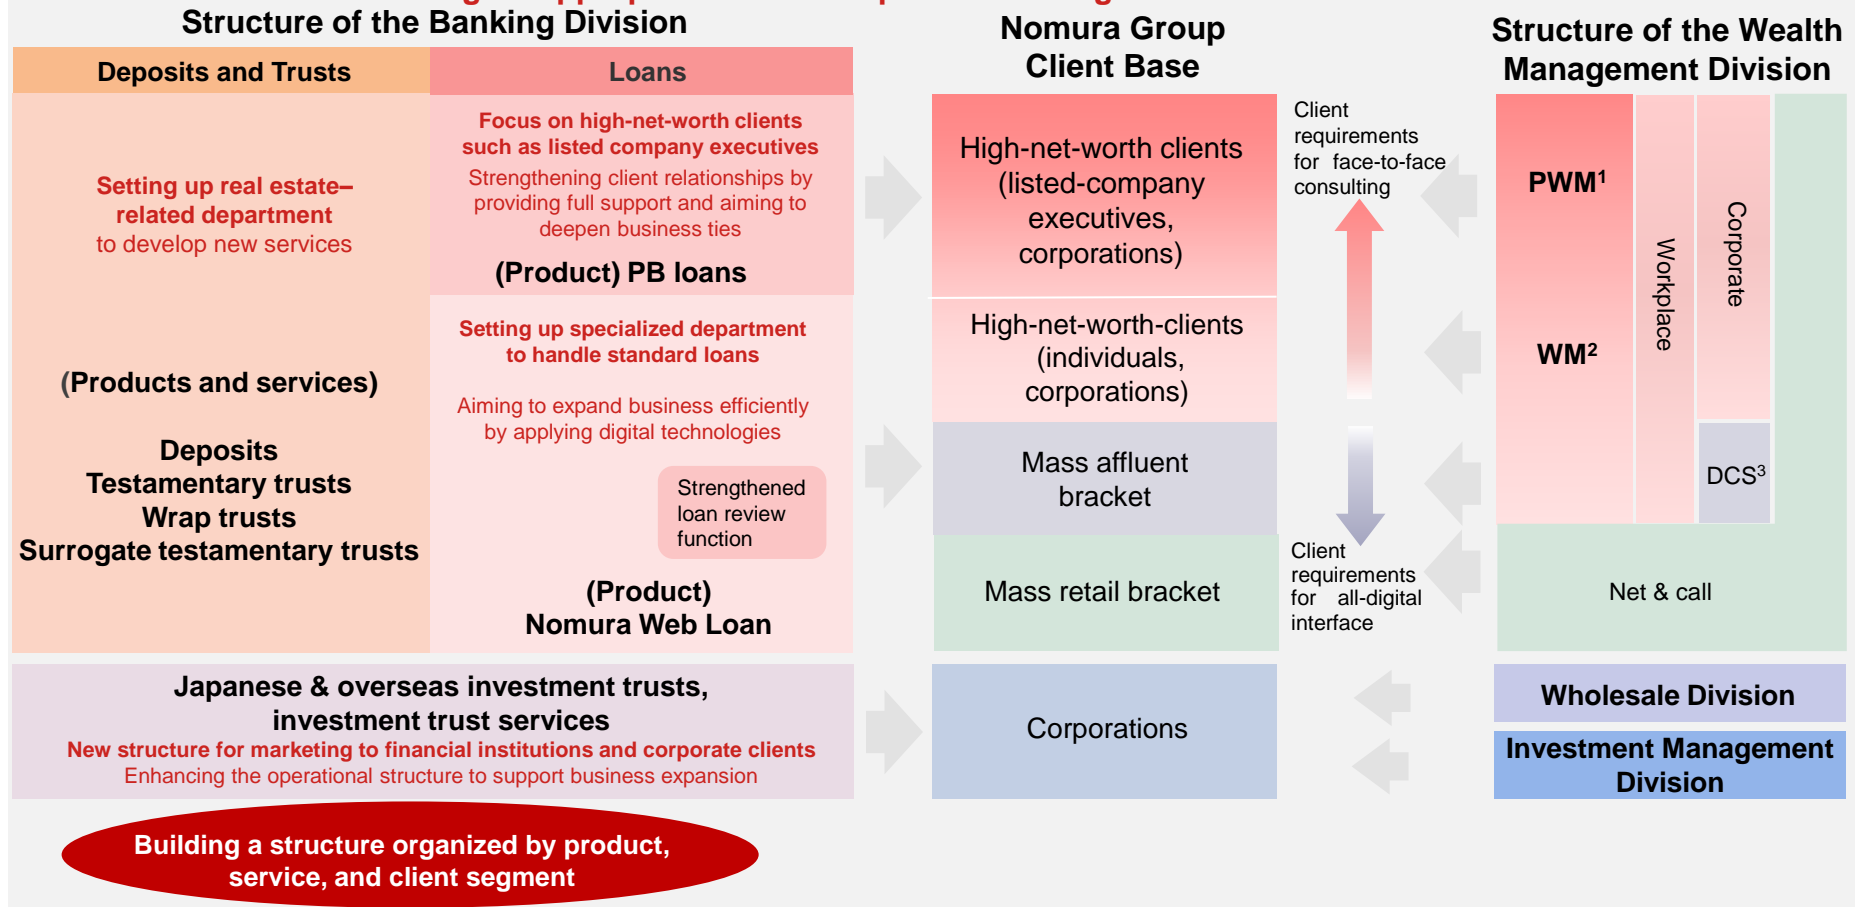 Structure of the Banking Division
Deposits and Trusts
Loans
Setting up real estate–
related department
to develop new services
(Products and services)
Deposits
Testamentary trusts
Wrap trusts
Surrogate testamentary trusts
Focus on high-net-worth clients
such as listed company executives
Strengthening client relationships by
providing full support and aiming to
deepen business ties
(Product) PB loans
Setting up specialized department
to handle standard loans
Aiming to expand business efficiently
by applying digital technologies
Strengthened
loan review
function
(Product)
Nomura Web Loan
Japanese & overseas investment trusts,
investment trust services
New structure for marketing to financial institutions and corporate clients
Enhancing the operational structure to support business expansion
Building a structure organized by product,
service, and client segment
Nomura Group
Client Base
High-net-worth clients
(listed-company
executives,
corporations)
High-net-worth-clients
(individuals,
corporations)
Mass affluent
bracket
Mass retail bracket
Corporations
Client
requirements
for face-to-face
consulting
Client
requirements
for all-digital
interface
Structure of the Wealth
Management Division
PWM¹
WM²
Workplace
Corporate
DCS³
Net & call
Wholesale Division
Investment Management
Division